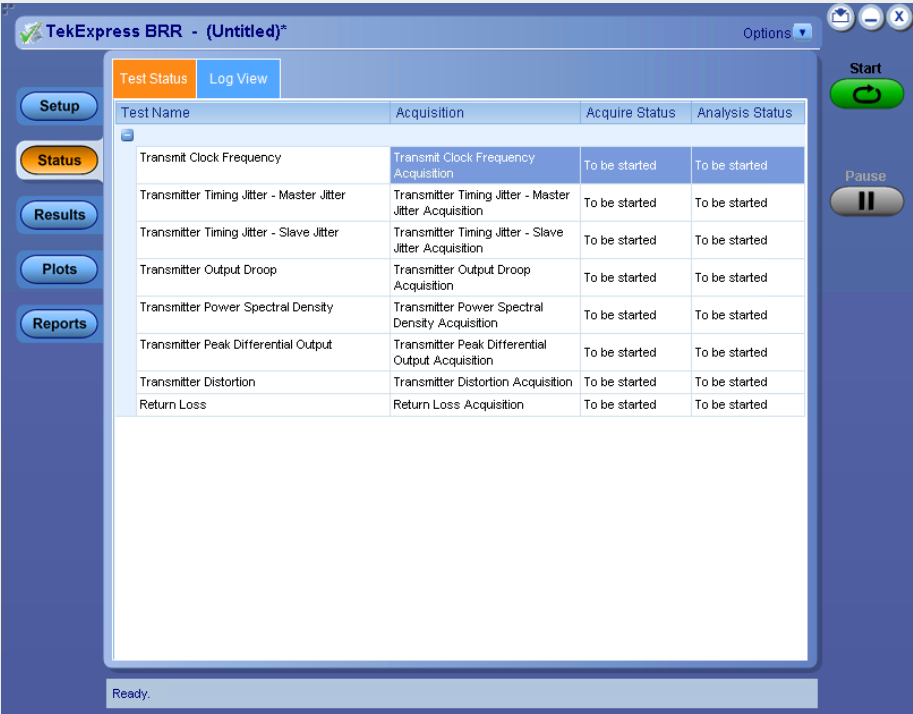 TekExpress BRR - (Untitled)*
Options
Start
Pause
Setup
Status
Results
Plots
Reports
Test Status
Log View
Test Name Acquisition Acquire Status Analysis Status
Transmit Clock Frequency Transmit Clock Frequency To be started To be started
Acquisition
Transmitter Timing Jitter - Master Jitter Transmitter Timing Jitter - Master To be started To be started
Jitter Acquisition
Transmitter Timing Jitter - Slave Jitter Transmitter Timing Jitter - Slave To be started To be started
Jitter Acquisition
Transmitter Output Droop Transmitter Output Droop To be started To be started
Acquisition
Transmitter Power Spectral Density Transmitter Power Spectral To be started To be started
Density Acquisition
Transmitter Peak Differential Output Transmitter Peak Differential To be started To be started
Output Acquisition
Transmitter Distortion Transmitter Distortion Acquisition To be started To be started
Return Loss Return Loss Acquisition To be started To be started
Ready.